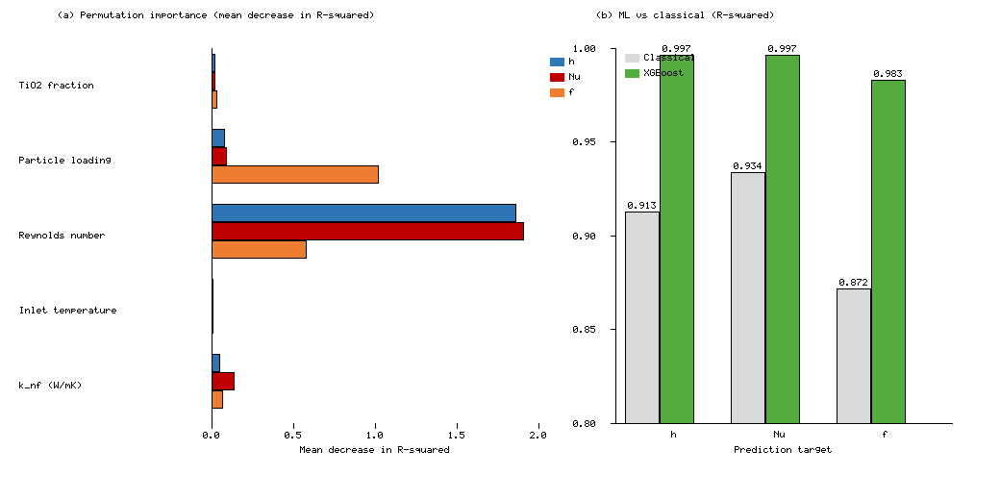 (a) Permutation importance (mean decrease in R-squared)
TiO2 fraction
Particle loading
Reynolds number
Inlet temperature
k_nf (W/mK)
0.0 0.5 1.0 1.5 2.0
Mean decrease in R-squared
h
Nu
f
(b) ML vs classical (R-squared)
1.00
0.95
0.90
0.85
0.80
Classical
XGBoost
0.913
0.997
0.934
0.997
0.872
0.983
h Nu f
Prediction target